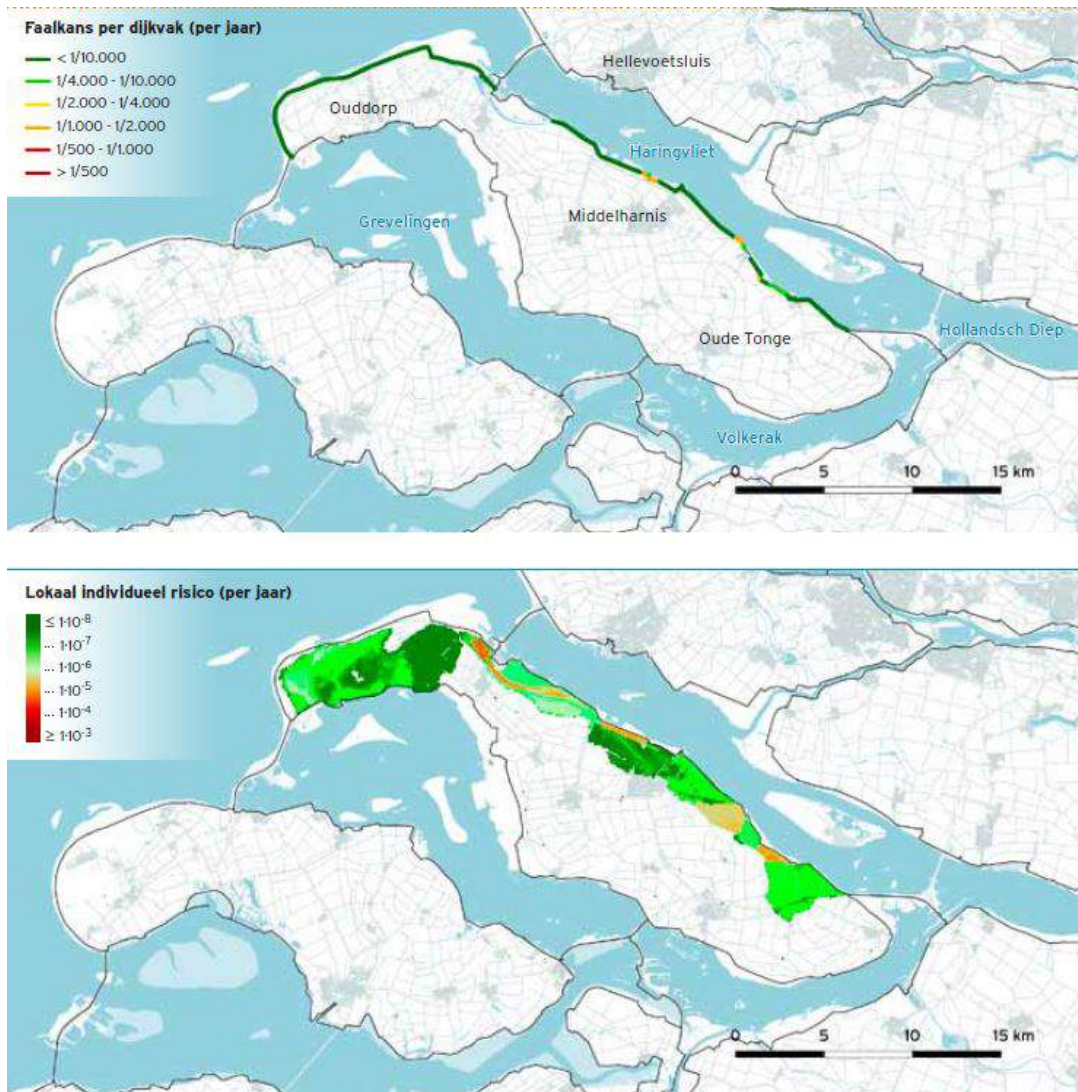 Faalkans per dijkvak (per jaar)
< 1/10.000
1/4.000 - 1/10.000
1/2.000 - 1/4.000
1/1.000 - 1/2.000
1/500 - 1/1.000
> 1/500
Hellevoetsluis
Ouddorp
Haringvliet
Middelharnis
Grevelingen
Hollandsch Diep
Oude Tonge
Volkerak
0 5 10 15 km
Lokaal individueel risico (per jaar)
≤ 1·10⁻⁸
... 1·10⁻⁷
... 1·10⁻⁶
... 1·10⁻⁵
... 1·10⁻⁴
≥ 1·10⁻³
0 5 10 15 km